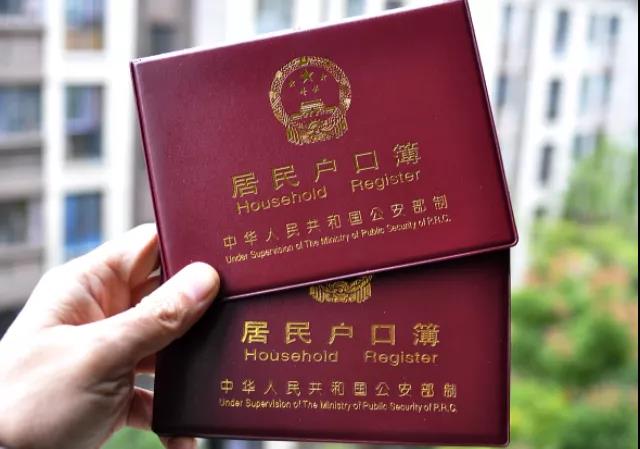 居民户口簿
Household Register
中华人民共和国公安部制
Under Supervision of The Ministry of Public Security of P.R.C.
居民户口簿
Household Register
中华人民共和国公安部制
Under Supervision of The Ministry of Public Security of P.R.C.